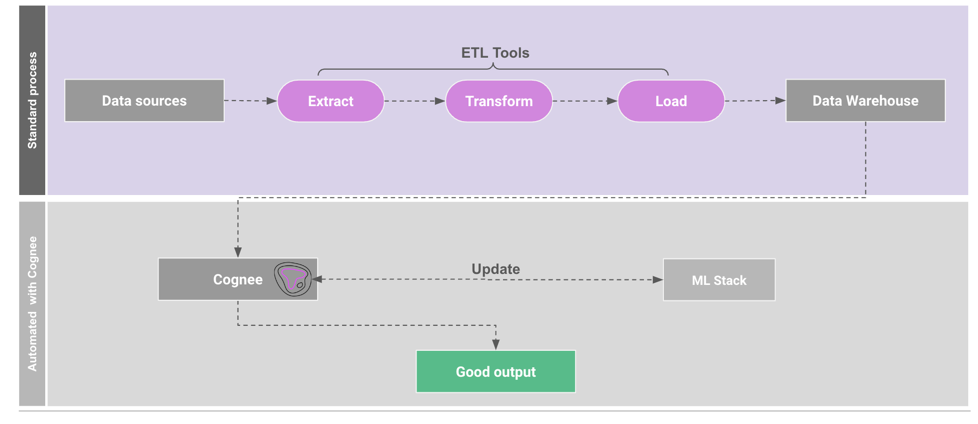 Standard process
ETL Tools
Data sources
Extract
Transform
Load
Data Warehouse
Automated with Cognee
Cognee
Update
ML Stack
Good output